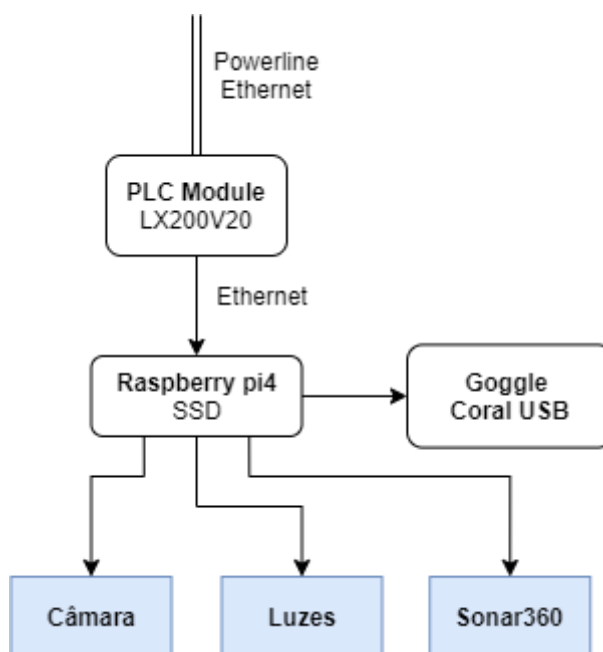 Powerline
Ethernet
PLC Module
LX200V20
Ethernet
Raspberry pi4
SSD
Goggle
Coral USB
Câmara
Luzes
Sonar360